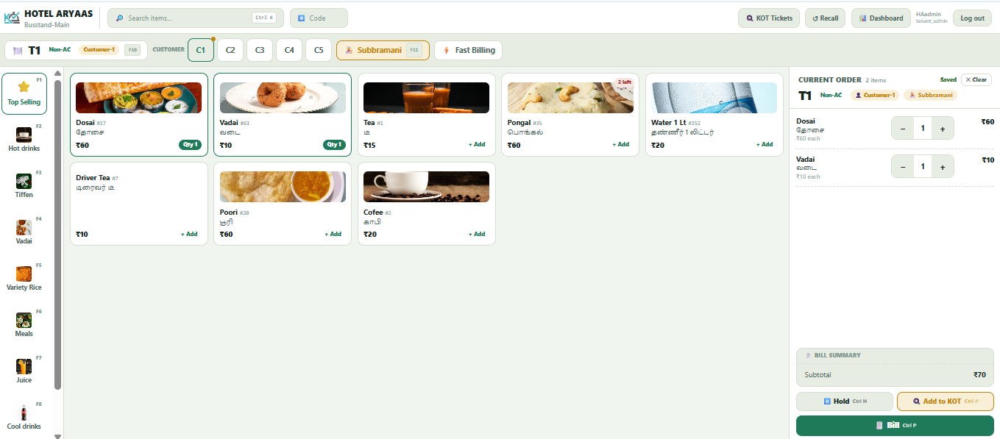 HOTEL ARYAAS
Busstand-Main
Search items... Ctrl K
Code
KOT Tickets
Recall
Dashboard
HAadmin
tenant_admin
Log out
T1 Non-AC Customer-1 F10
CUSTOMER C1 C2 C3 C4 C5
Subbramani F11
Fast Billing
F1
Top Selling
F2
Hot drinks
F3
Tiffen
F4
Vadai
F5
Variety Rice
F6
Meals
F7
Juice
F8
Cool drinks
Dosai #17
தோசை
₹60 Qty 1
Vadai #61
வடை
₹10 Qty 1
Tea #1
டீ
₹15 + Add
2 left
Pongal #35
பொங்கல்
₹60 + Add
Water 1 Lt #152
தண்ணீர் 1 லிட்டர்
₹20 + Add
Driver Tea #7
டிரைவர் டீ
₹10 + Add
Poori #20
பூரி
₹60 + Add
Cofee #2
காபி
₹20 + Add
CURRENT ORDER 2 items Saved × Clear
T1 Non-AC Customer-1 Subbramani
Dosai
தோசை
₹60 each
− 1 +
₹60
Vadai
வடை
₹10 each
− 1 +
₹10
BILL SUMMARY
Subtotal ₹70
Hold Ctrl H
Add to KOT Ctrl
Bill Ctrl P